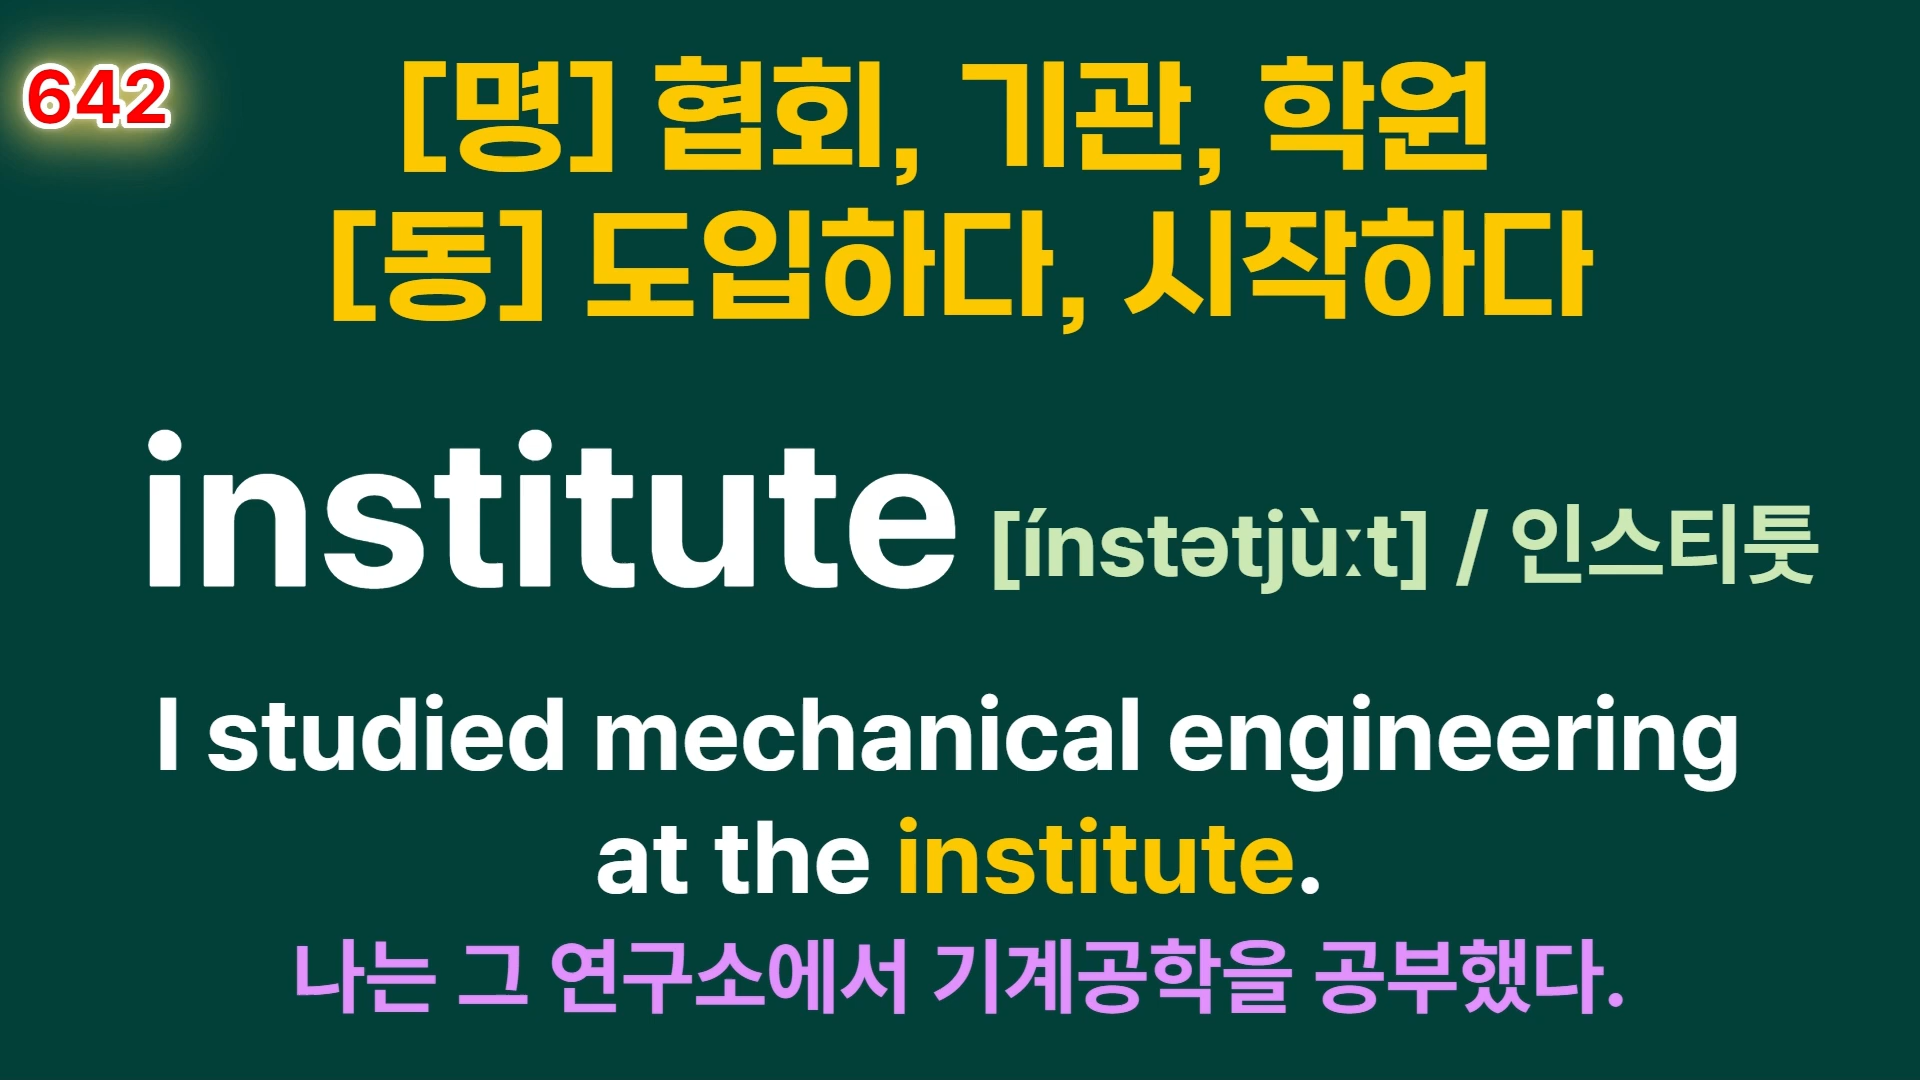 642
[명] 협회, 기관, 학원
[동] 도입하다, 시작하다
institute [ínstətjùːt] / 인스티툿
I studied mechanical engineering
at the institute.
나는 그 연구소에서 기계공학을 공부했다.